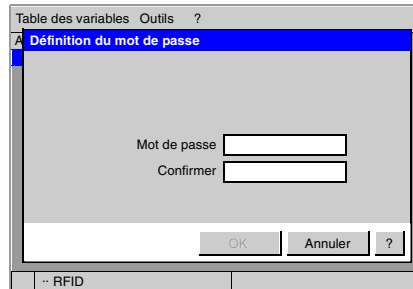 Table des variables Outils ?
A
Définition du mot de passe
Mot de passe
Confirmer
OK Annuler ?
·· RFID